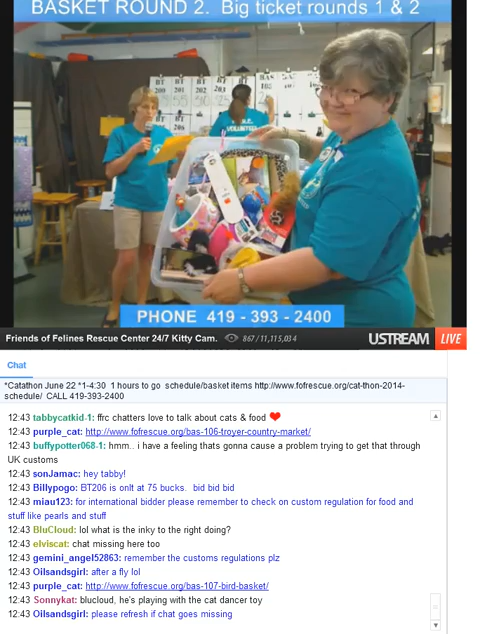 BASKET ROUND 2. Big ticket rounds 1 & 2
BT
200
BT
201
BT
202
BT
203
BAS
PHONE 419 - 393 - 2400
Friends of Felines Rescue Center 24/7 Kitty Cam. 867 / 11,115,034 USTREAM LIVE
Chat
*Catathon June 22 *1-4:30 1 hours to go schedule/basket items http://www.fofrescue.org/cat-thon-2014-
schedule/ CALL 419-393-2400
12:43 tabbycatkid-1: ffrc chatters love to talk about cats & food
12:43 purple_cat: http://www.fofrescue.org/bas-106-troyer-country-market/
12:43 buffypotter068-1: hmm.. i have a feeling thats gonna cause a problem trying to get that through
UK customs
12:43 sonJamac: hey tabby!
12:43 Billypogo: BT206 is onlt at 75 bucks. bid bid bid
12:43 miau123: for international bidder please remember to check on custom regulation for food and
stuff like pearls and stuff
12:43 BluCloud: lol what is the inky to the right doing?
12:43 elviscat: chat missing here too
12:43 gemini_angel52863: remember the customs regulations plz
12:43 Oilsandsgirl: after a fly lol
12:43 purple_cat: http://www.fofrescue.org/bas-107-bird-basket/
12:43 Sonnykat: blucloud, he's playing with the cat dancer toy
12:43 Oilsandsgirl: please refresh if chat goes missing